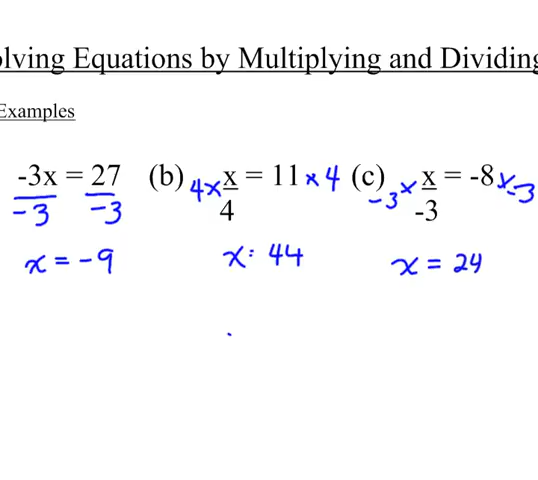 olving Equations by Multiplying and Dividing
Examples
-3x = 27 (b) 4 × x = 11 × 4 (c) -3 × x = -8 × -3
-3 -3 4 -3
x = -9 x = 44 x = 24